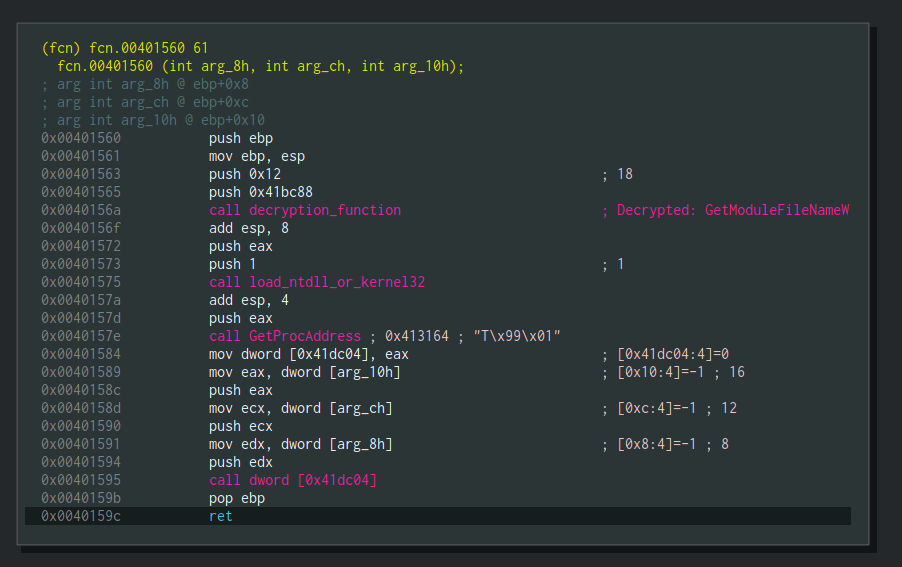 (fcn) fcn.00401560 61
fcn.00401560 (int arg_8h, int arg_ch, int arg_10h);
; arg int arg_8h @ ebp+0x8
; arg int arg_ch @ ebp+0xc
; arg int arg_10h @ ebp+0x10
0x00401560 push ebp
0x00401561 mov ebp, esp
0x00401563 push 0x12 ; 18
0x00401565 push 0x41bc88
0x0040156a call decryption_function ; Decrypted: GetModuleFileNameW
0x0040156f add esp, 8
0x00401572 push eax
0x00401573 push 1 ; 1
0x00401575 call load_ntdll_or_kernel32
0x0040157a add esp, 4
0x0040157d push eax
0x0040157e call GetProcAddress ; 0x413164 ; "T\x99\x01"
0x00401584 mov dword [0x41dc04], eax ; [0x41dc04:4]=0
0x00401589 mov eax, dword [arg_10h] ; [0x10:4]=-1 ; 16
0x0040158c push eax
0x0040158d mov ecx, dword [arg_ch] ; [0xc:4]=-1 ; 12
0x00401590 push ecx
0x00401591 mov edx, dword [arg_8h] ; [0x8:4]=-1 ; 8
0x00401594 push edx
0x00401595 call dword [0x41dc04]
0x0040159b pop ebp
0x0040159c ret